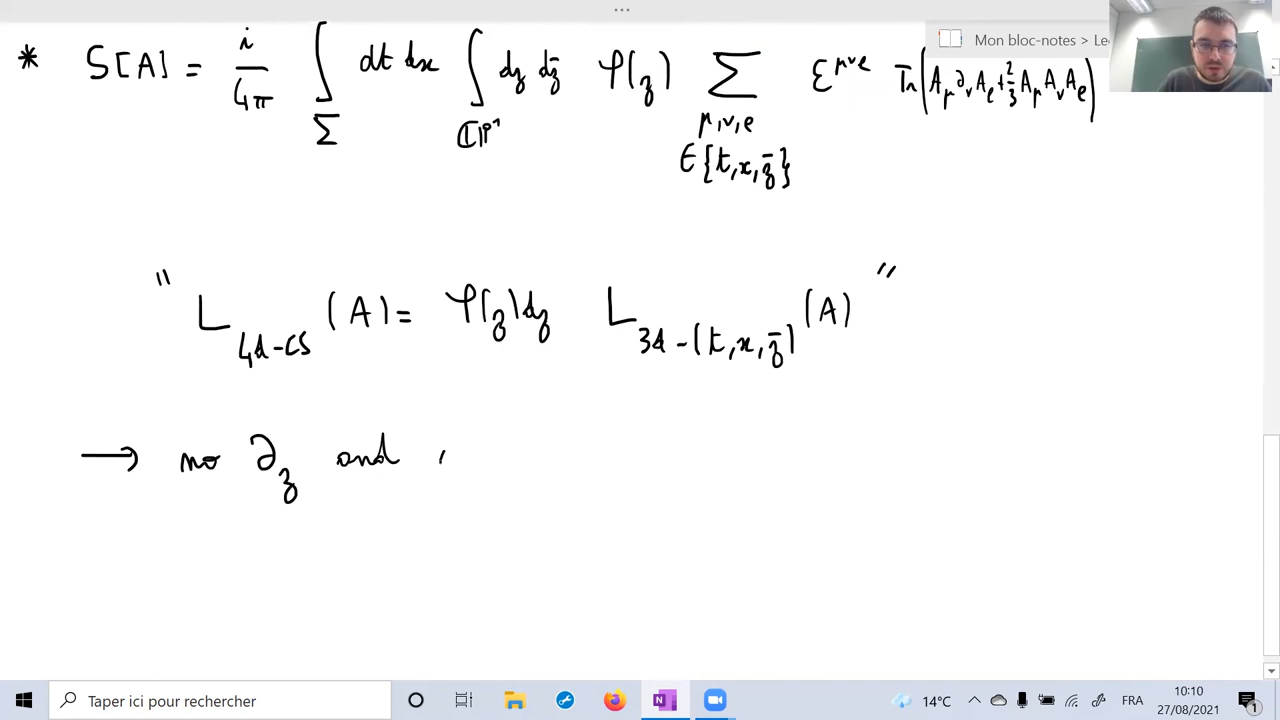 ...
Mon bloc-notes > Le
* S[A] = i/4π ∫_Σ dt dx ∫_{ℂP¹} dz dz̄ φ(z) ∑_{μ,ν,ρ ∈{t,x,z̄}} ε^{μνρ} Tr(A_μ ∂_ν A_ρ + 2/3 A_μ A_ν A_ρ)
" L_{4d-CS} (A) = φ(z)dz L_{3d-(t,x,z̄)} (A) "
→ no ∂_z and
Taper ici pour rechercher
14°C
FRA
10:10
27/08/2021
1